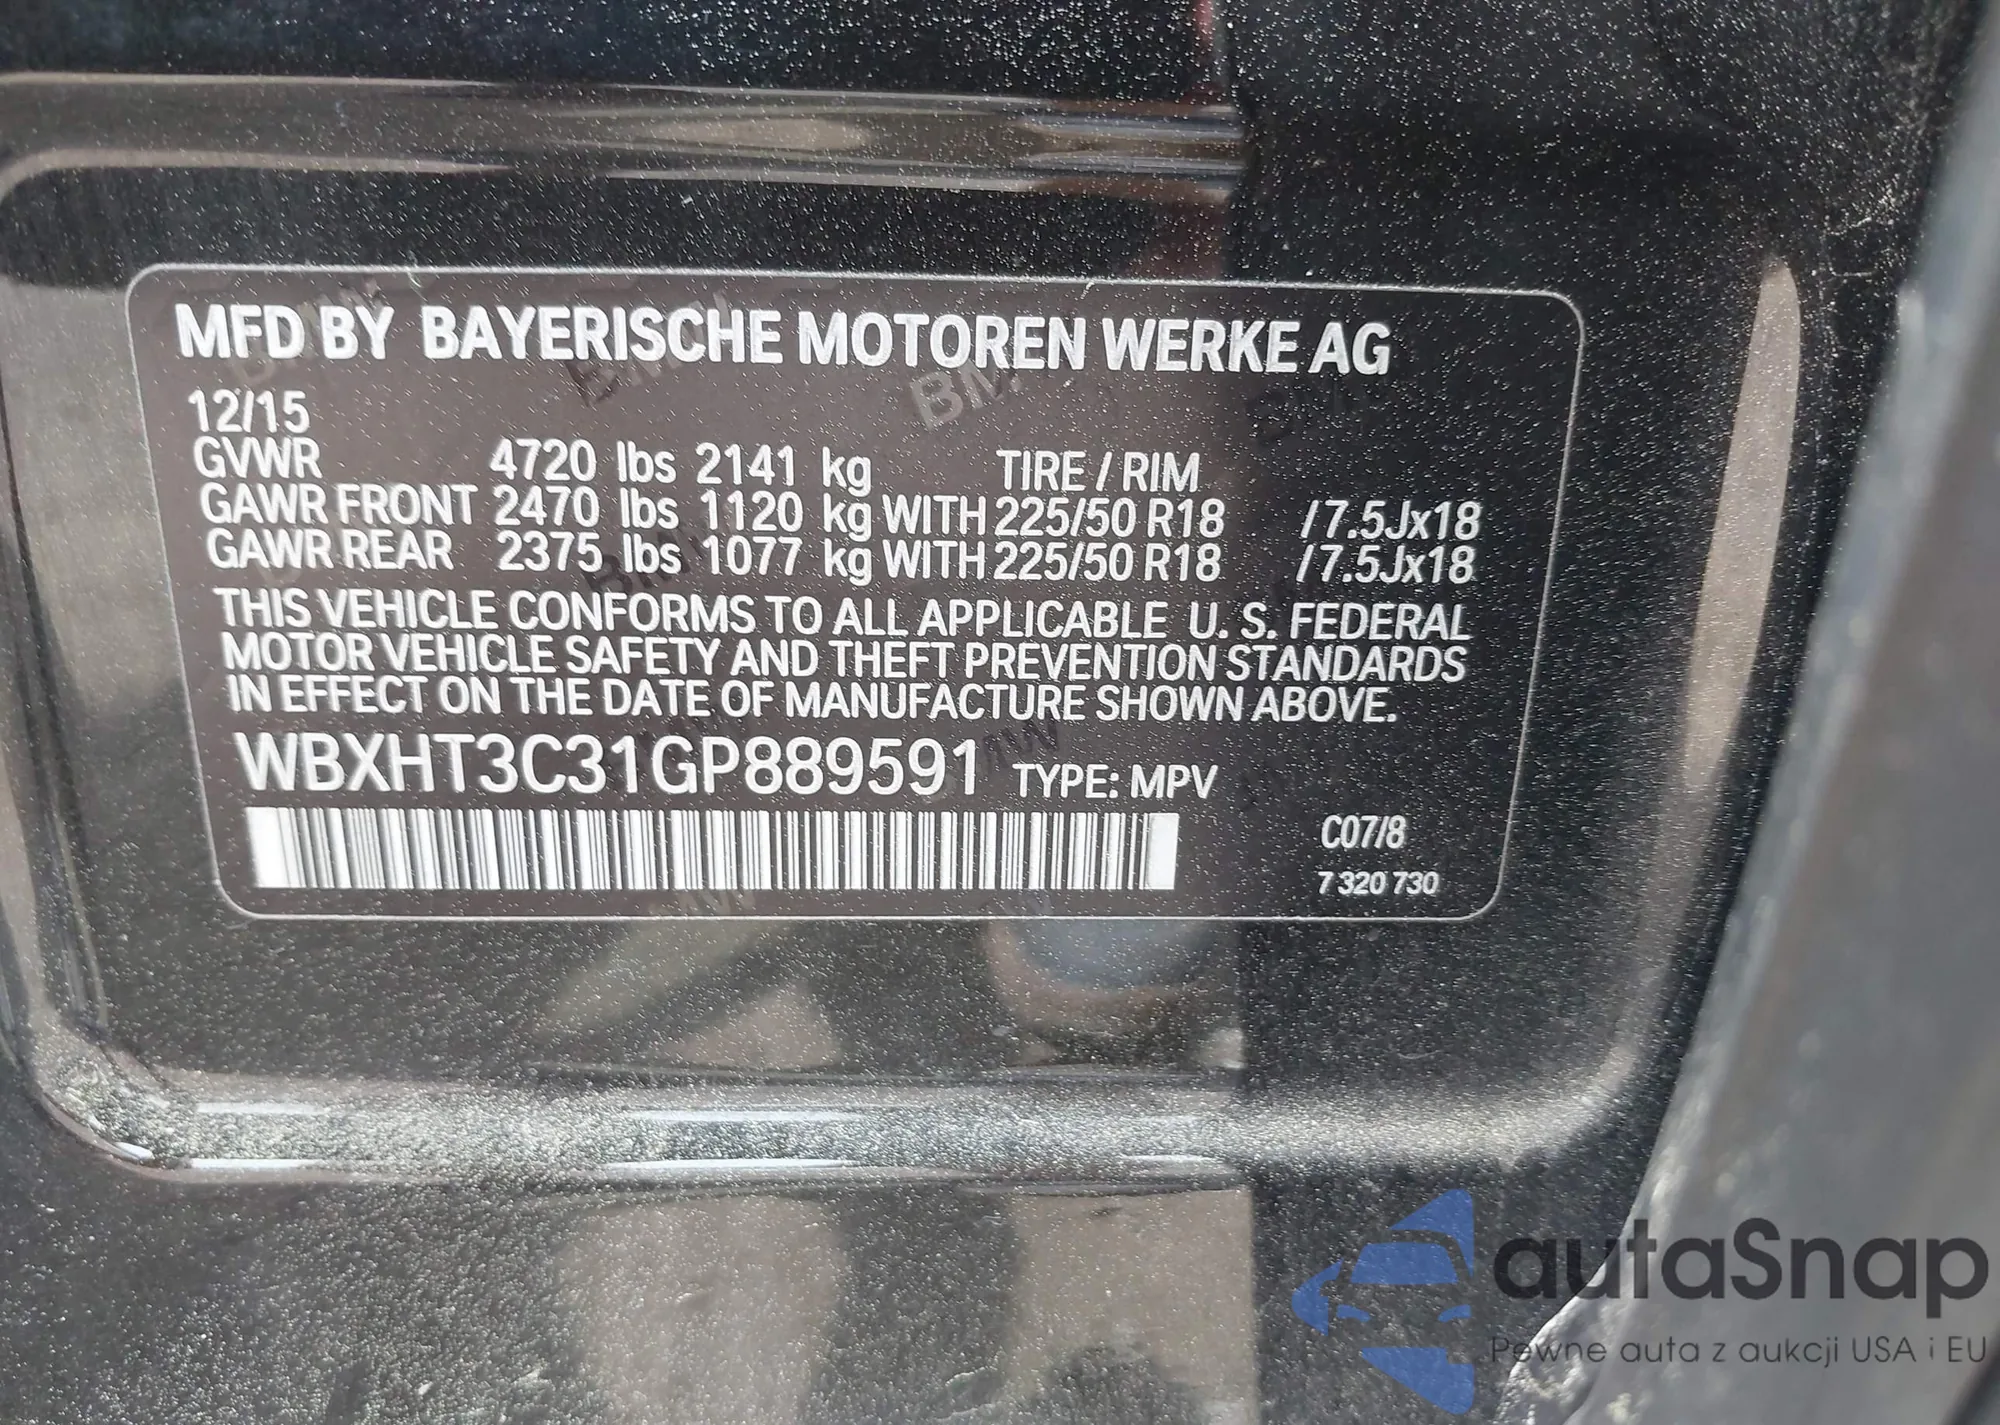 MFD BY BAYERISCHE MOTOREN WERKE AG
12/15
GVWR 4720 lbs 2141 kg TIRE / RIM
GAWR FRONT 2470 lbs 1120 kg WITH 225/50 R18 /7.5Jx18
GAWR REAR 2375 lbs 1077 kg WITH 225/50 R18 /7.5Jx18
THIS VEHICLE CONFORMS TO ALL APPLICABLE U. S. FEDERAL
MOTOR VEHICLE SAFETY AND THEFT PREVENTION STANDARDS
IN EFFECT ON THE DATE OF MANUFACTURE SHOWN ABOVE.
WBXHT3C31GP889591 TYPE: MPV
C07/8
7 320 730
autaSnap
Pewne auta z aukcji USA i EU